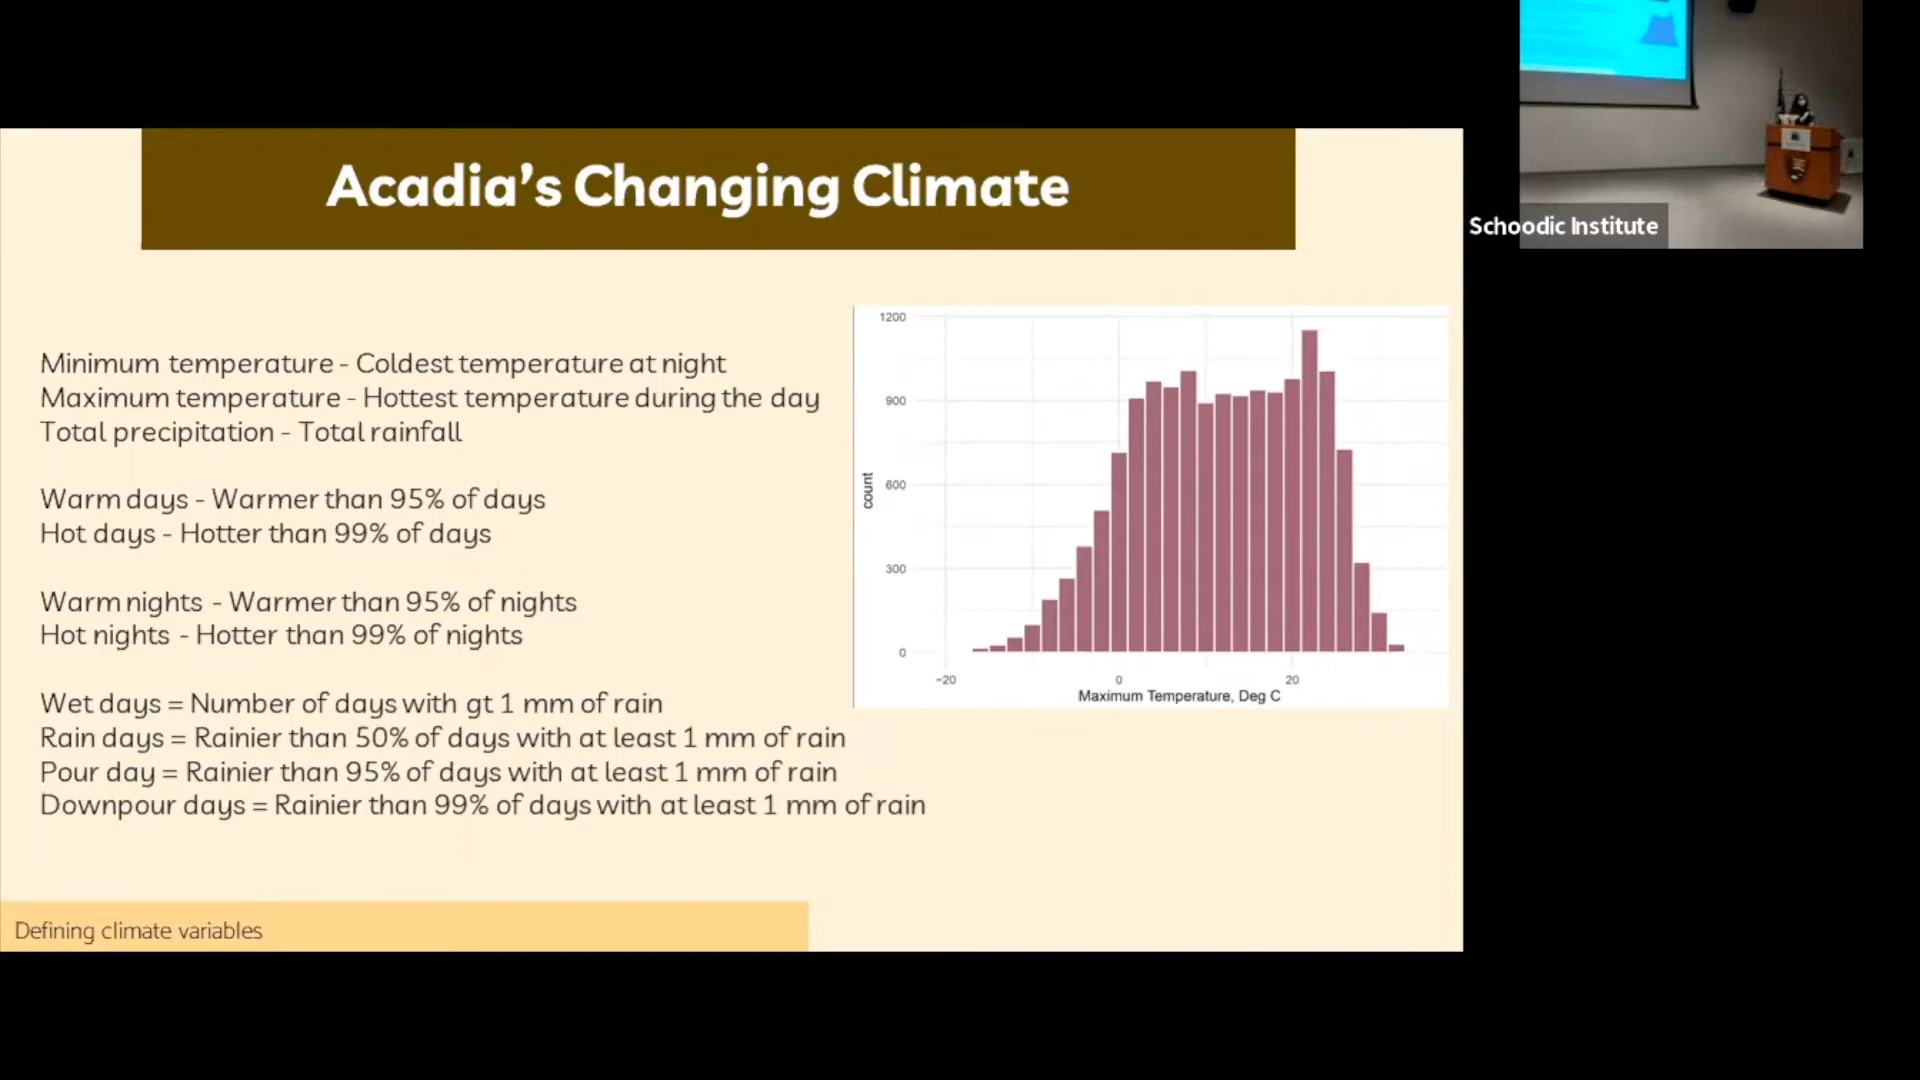 Acadia's Changing Climate
Schoodic Institute
Minimum temperature - Coldest temperature at night
Maximum temperature - Hottest temperature during the day
Total precipitation - Total rainfall
Warm days - Warmer than 95% of days
Hot days - Hotter than 99% of days
Warm nights - Warmer than 95% of nights
Hot nights - Hotter than 99% of nights
Wet days = Number of days with gt 1 mm of rain
Rain days = Rainier than 50% of days with at least 1 mm of rain
Pour day = Rainier than 95% of days with at least 1 mm of rain
Downpour days = Rainier than 99% of days with at least 1 mm of rain
1200
900
600
300
0
count
-20 0 20
Maximum Temperature, Deg C
Defining climate variables